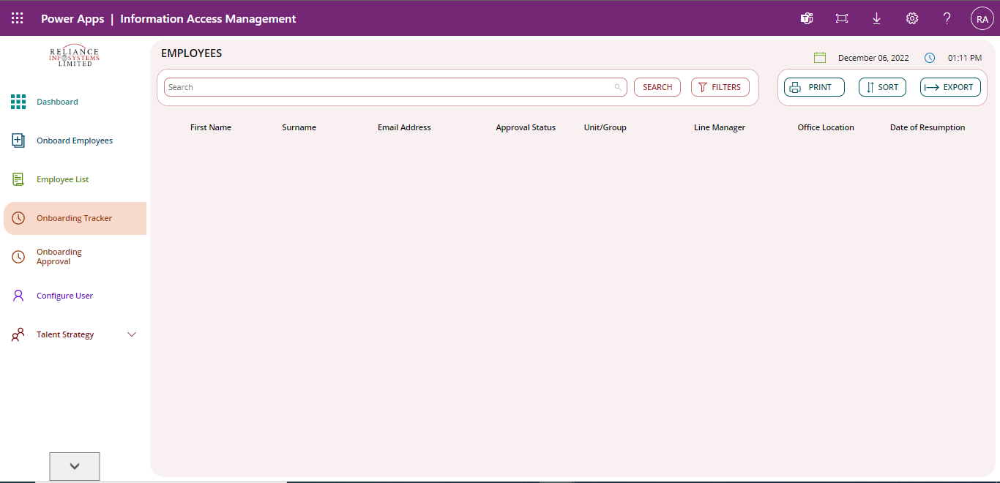 Power Apps | Information Access Management
RA
RELIANCE
INFOSYSTEMS
LIMITED
EMPLOYEES
December 06, 2022
01:11 PM
Search
SEARCH
FILTERS
PRINT
SORT
EXPORT
Dashboard
Onboard Employees
Employee List
Onboarding Tracker
Onboarding
Approval
Configure User
Talent Strategy
First Name
Surname
Email Address
Approval Status
Unit/Group
Line Manager
Office Location
Date of Resumption